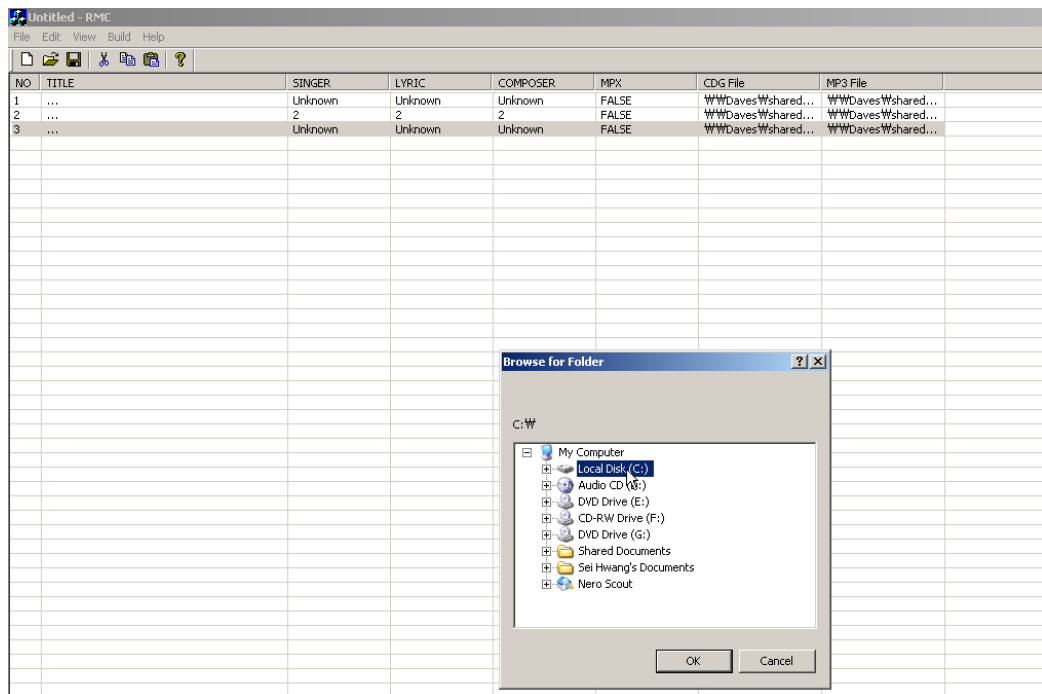 Untitled - RMC
File Edit View Build Help
NO TITLE SINGER LYRIC COMPOSER MPX CDG File MP3 File
1 ... Unknown Unknown Unknown FALSE ₩₩Daves₩shared... ₩₩Daves₩shared...
2 ... 2 2 2 FALSE ₩₩Daves₩shared... ₩₩Daves₩shared...
3 ... Unknown Unknown Unknown FALSE ₩₩Daves₩shared... ₩₩Daves₩shared...
Browse for Folder
C:₩
My Computer
Local Disk (C:)
Audio CD
DVD Drive (E:)
CD-RW Drive (F:)
DVD Drive (G:)
Shared Documents
Sei Hwang's Documents
Nero Scout
OK Cancel